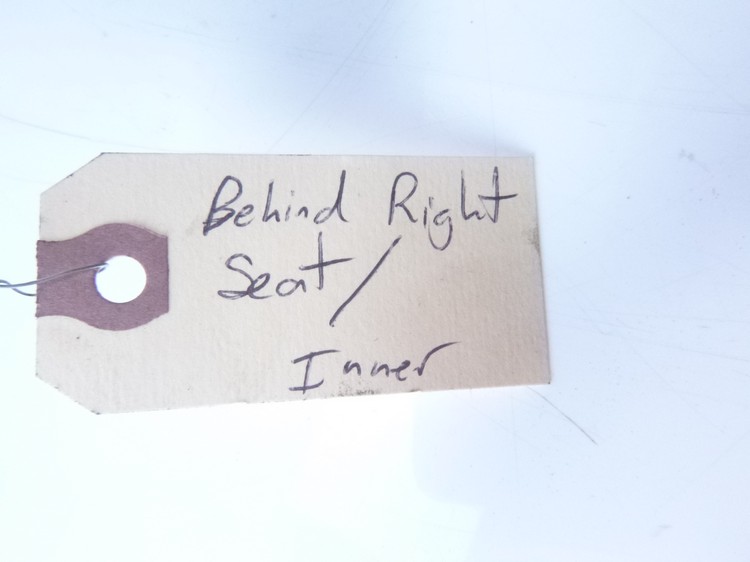 Behind Right
Seat /
Inner